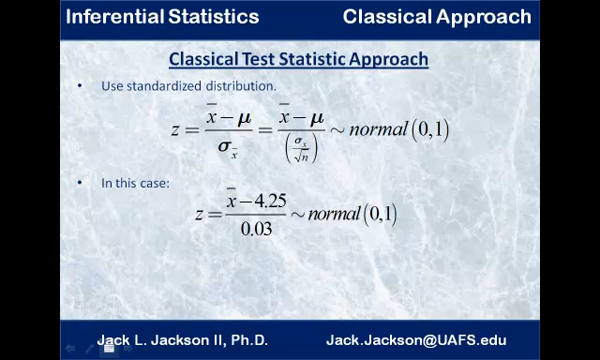 Inferential Statistics Classical Approach
Classical Test Statistic Approach
• Use standardized distribution.
z = (x̄ − μ) / σ_x̄ = (x̄ − μ) / (σ_x / √n) ~ normal(0,1)
• In this case:
z = (x̄ − 4.25) / 0.03 ~ normal(0,1)
Jack L. Jackson II, Ph.D. Jack.Jackson@UAFS.edu